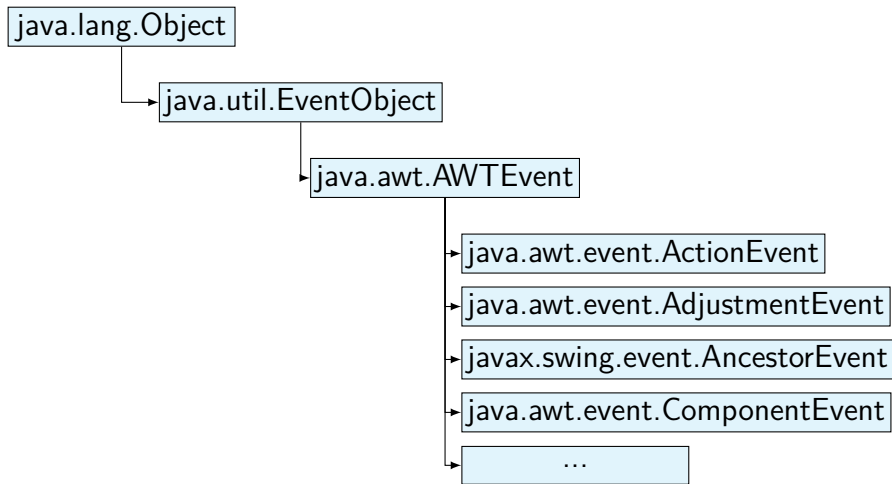 java.lang.Object
java.util.EventObject
java.awt.AWTEvent
java.awt.event.ActionEvent
java.awt.event.AdjustmentEvent
javax.swing.event.AncestorEvent
java.awt.event.ComponentEvent
...